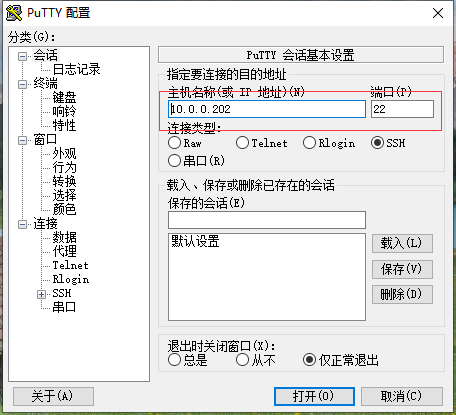 PuTTY 配置
分类(G):
会话
日志记录
终端
键盘
响铃
特性
窗口
外观
行为
转换
选择
颜色
连接
数据
代理
Telnet
Rlogin
SSH
串口
PuTTY 会话基本设置
指定要连接的目的地址
主机名称(或 IP 地址)(N) 端口(P)
10.0.0.202 22
连接类型:
Raw Telnet Rlogin SSH
串口(R)
载入、保存或删除已存在的会话
保存的会话(E)
默认设置
载入(L)
保存(V)
删除(D)
退出时关闭窗口(X):
总是 从不 仅正常退出
关于(A) 打开(O) 取消(C)